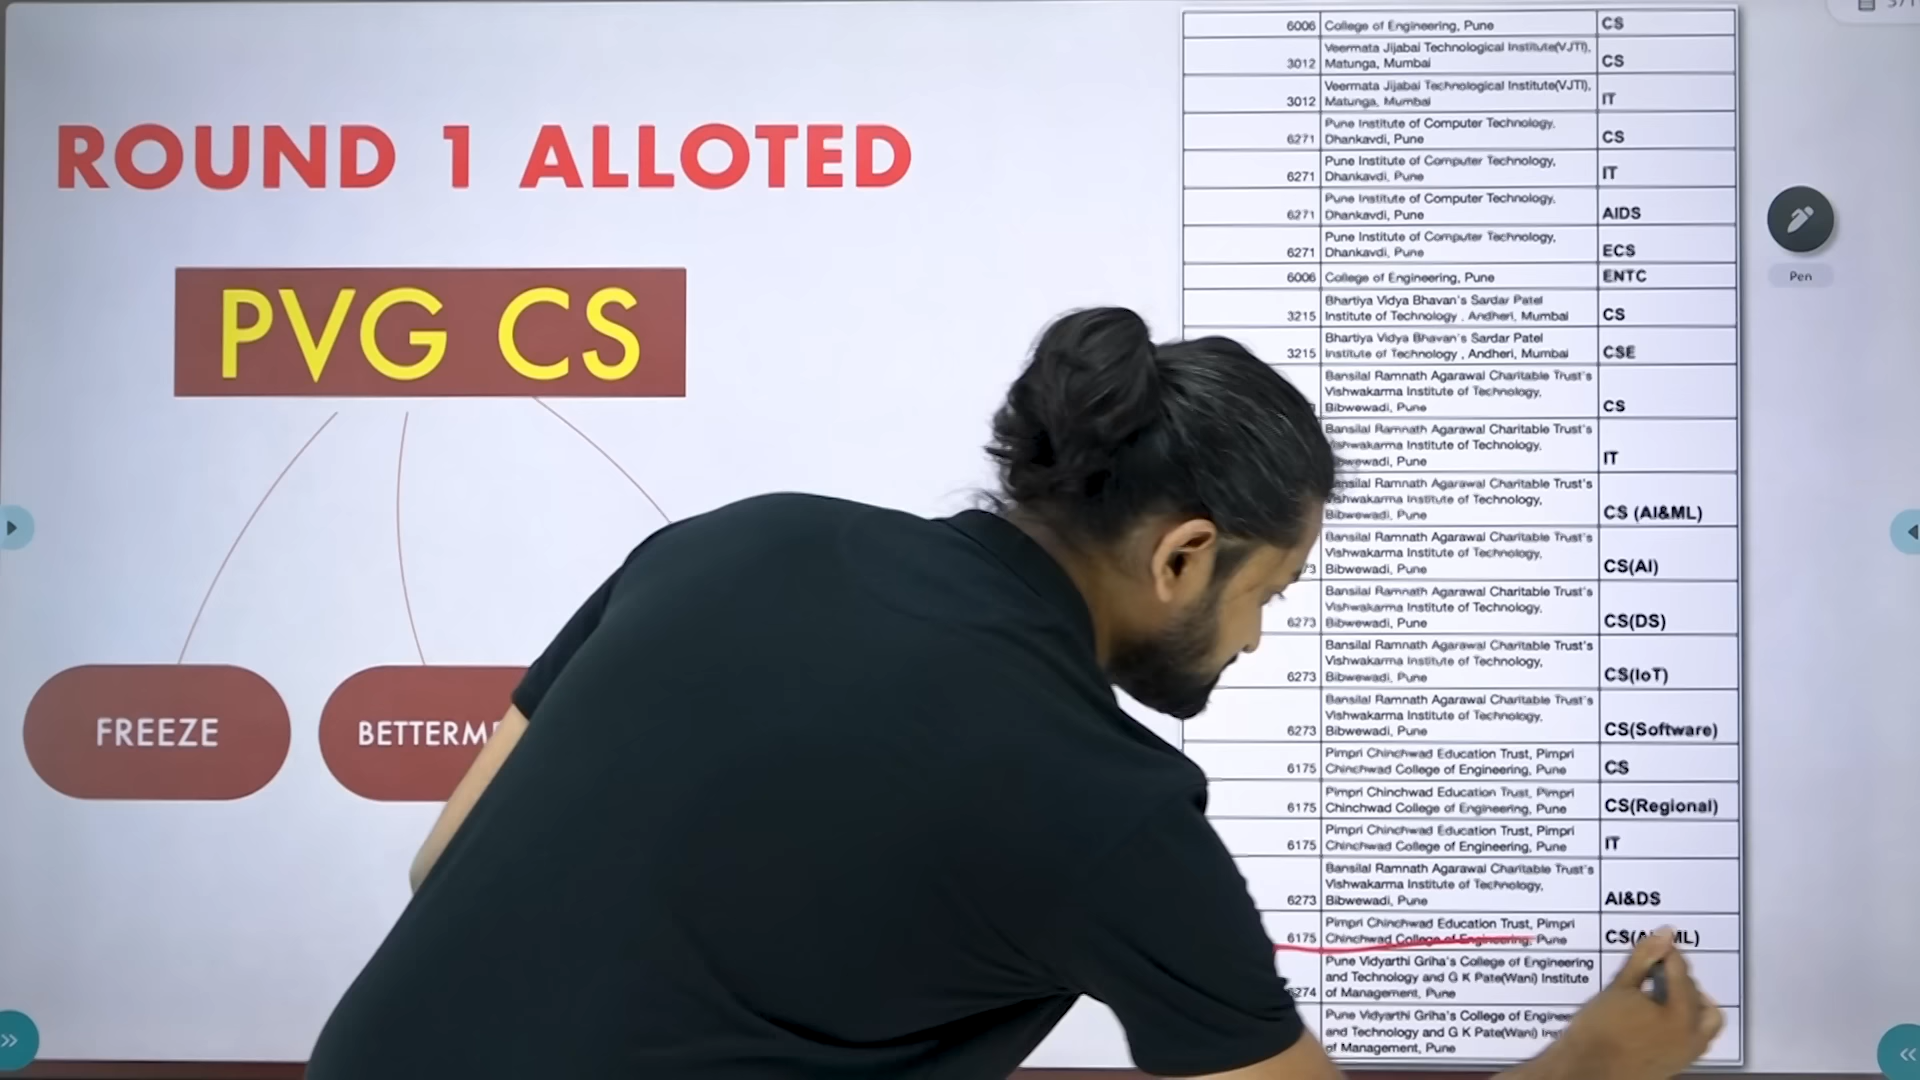 ROUND 1 ALLOTED
PVG CS
FREEZE
Pen
6006 College of Engineering, Pune CS
Veermata Jijabai Technological Institute(VJTI),
3012 Matunga, Mumbai CS
Veermata Jijabai Technological Institute(VJTI),
3012 Matunga, Mumbai IT
Pune Institute of Computer Technology,
6271 Dhankavdi, Pune CS
Pune Institute of Computer Technology,
6271 Dhankavdi, Pune IT
Pune Institute of Computer Technology,
6271 Dhankavdi, Pune AIDS
Pune Institute of Computer Technology,
6271 Dhankavdi, Pune ECS
6006 College of Engineering, Pune ENTC
Bhartiya Vidya Bhavan's Sardar Patel
3215 Institute of Technology , Andheri, Mumbai CS
Bhartiya Vidya Bhavan's Sardar Patel
3215 Institute of Technology , Andheri, Mumbai CSE
Bansilal Ramnath Agarawal Charitable Trust's
Vishwakarma Institute of Technology,
Bibwewadi, Pune CS
Bansilal Ramnath Agarawal Charitable Trust's
Institute of Technology,
Pune IT
Ramnath Agarawal Charitable Trust's
Institute of Technology,
Bibwewadi, Pune CS (AI&ML)
Bansilal Ramnath Agarawal Charitable Trust's
Vishwakarma Institute of Technology,
Bibwewadi, Pune CS(AI)
Bansilal Ramnath Agarawal Charitable Trust's
Vishwakarma Institute of Technology,
6273 Bibwewadi, Pune CS(DS)
Bansilal Ramnath Agarawal Charitable Trust's
Vishwakarma Institute of Technology,
6273 Bibwewadi, Pune CS(IoT)
Bansilal Ramnath Agarawal Charitable Trust's
Vishwakarma Institute of Technology,
6273 Bibwewadi, Pune CS(Software)
Pimpri Chinchwad Education Trust, Pimpri
6175 Chinchwad College of Engineering, Pune CS
Pimpri Chinchwad Education Trust, Pimpri
6175 Chinchwad College of Engineering, Pune CS(Regional)
Pimpri Chinchwad Education Trust, Pimpri
6175 Chinchwad College of Engineering, Pune IT
Bansilal Ramnath Agarawal Charitable Trust's
Vishwakarma Institute of Technology,
6273 Bibwewadi, Pune AI&DS
Pimpri Chinchwad Education Trust, Pimpri
6175 Chinchwad College of Engineering, Pune
Pune Vidyarthi Griha's College of Engineering
and Technology and G K Pate(Wani) Institute
of Management, Pune
Pune Vidyarthi Griha's College of
and Technology and G K Pate(Wani)
of Management, Pune